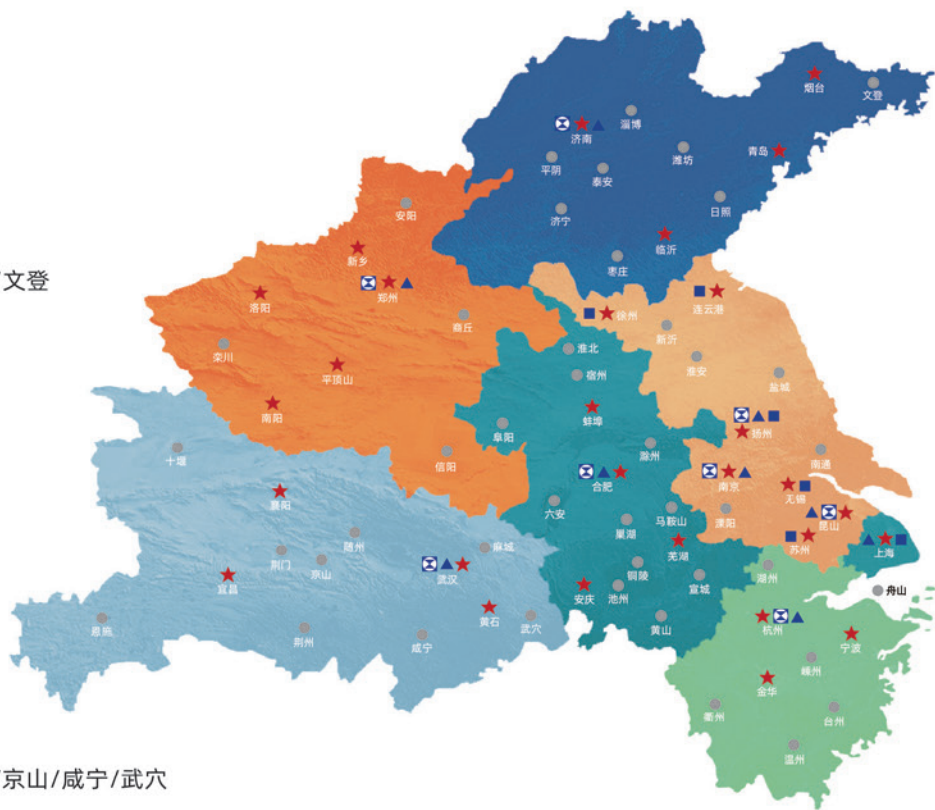 烟台
文登
淄博
济南
青岛
潍坊
平阴
泰安
日照
安阳
济宁
临沂
新乡
枣庄
/文登
郑州
洛阳
连云港
徐州
商丘
新沂
栾川
淮北
淮安
平顶山
宿州
盐城
南阳
蚌埠
扬州
阜阳
滁州
信阳
南通
十堰
合肥
南京
无锡
襄阳
六安
马鞍山
溧阳
昆山
巢湖
苏州
随州
麻城
芜湖
上海
荆门
京山
武汉
铜陵
湖州
宜昌
安庆
池州
宣城
舟山
黄石
恩施
武穴
黄山
杭州
荆州
咸宁
宁波
嵊州
金华
衢州
台州
温州
/京山/咸宁/武穴